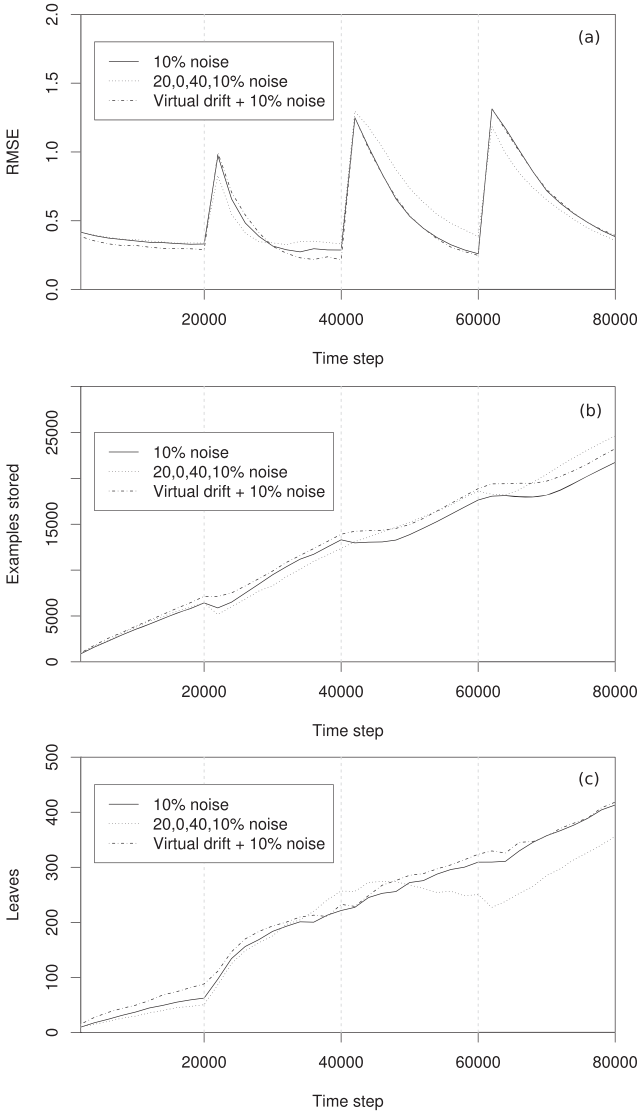 2.0
(a)
10% noise
20,0,40,10% noise
Virtual drift + 10% noise
1.5
1.0
0.5
0.0
RMSE
20000 40000 60000 80000
Time step
(b)
25000
10% noise
20,0,40,10% noise
Virtual drift + 10% noise
15000
5000
0
Examples stored
20000 40000 60000 80000
Time step
500
(c)
10% noise
20,0,40,10% noise
Virtual drift + 10% noise
400
300
200
100
0
Leaves
20000 40000 60000 80000
Time step